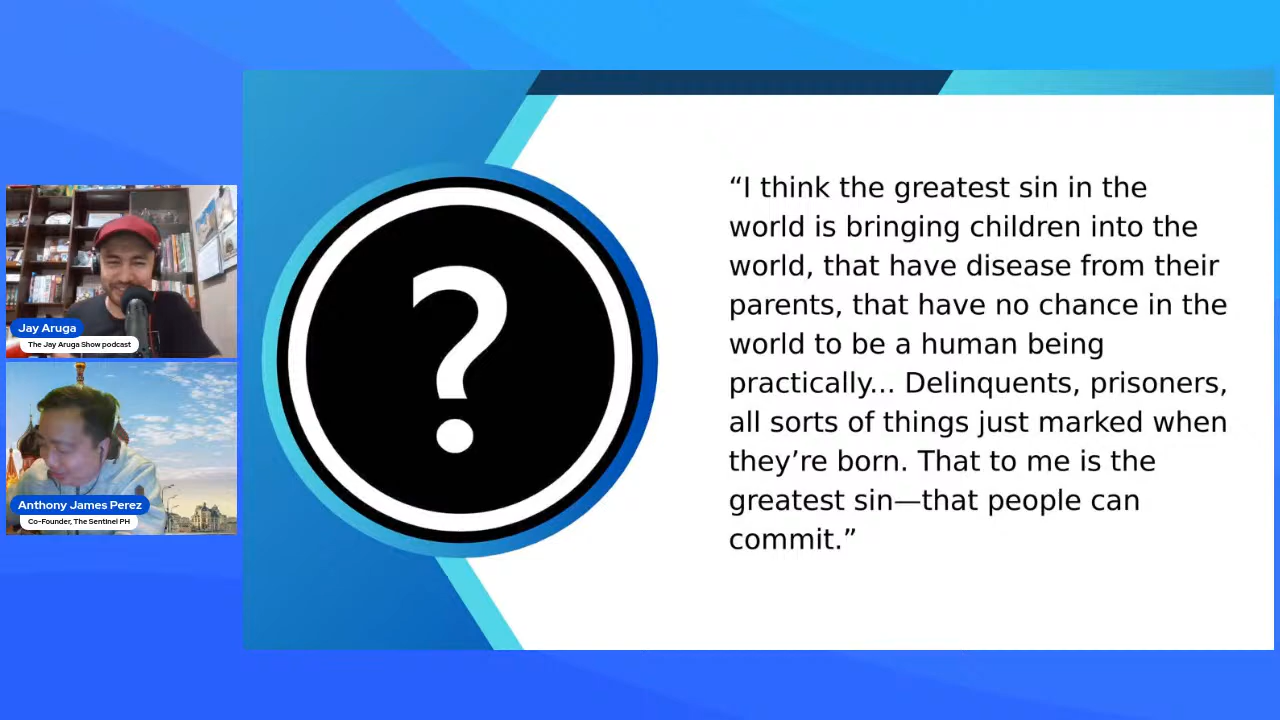 Jay Aruga
The Jay Aruga Show podcast
Anthony James Perez
Co-Founder, The Sentinel PH
?
“I think the greatest sin in the
world is bringing children into the
world, that have disease from their
parents, that have no chance in the
world to be a human being
practically... Delinquents, prisoners,
all sorts of things just marked when
they’re born. That to me is the
greatest sin—that people can
commit.”